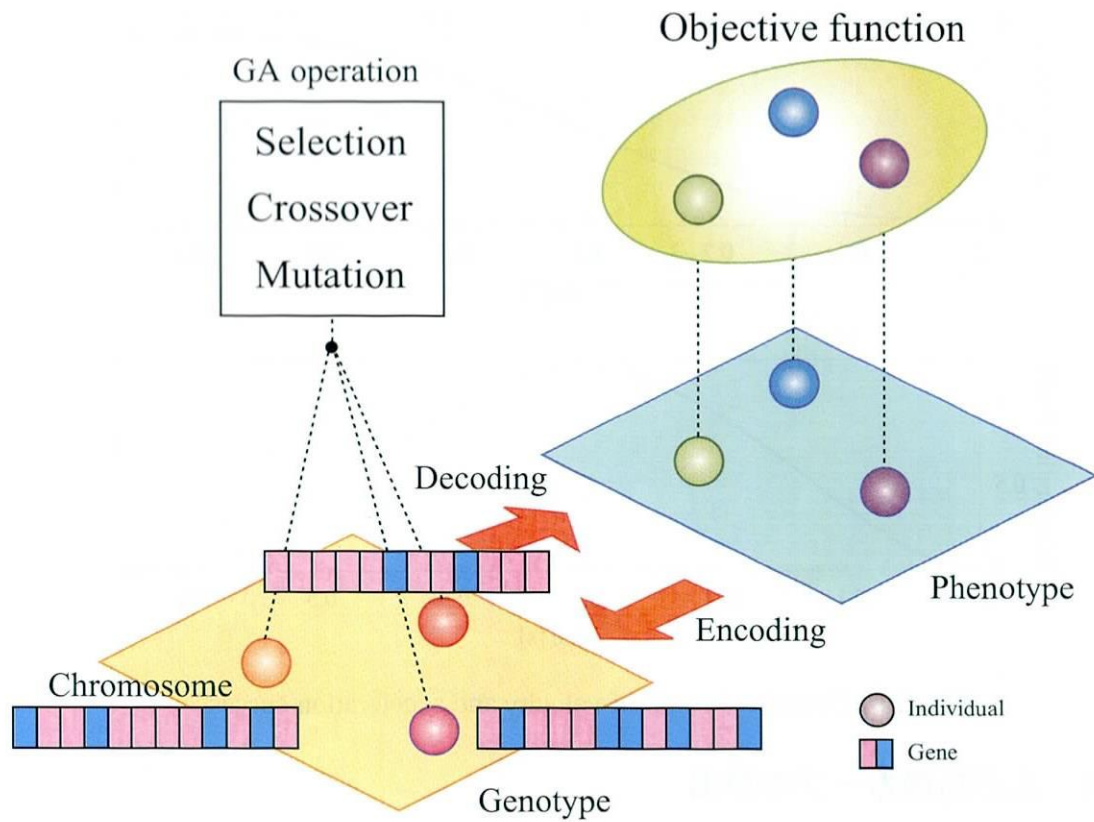 Objective function
GA operation
Selection
Crossover
Mutation
Decoding
Encoding
Phenotype
Chromosome
Genotype
Individual
Gene